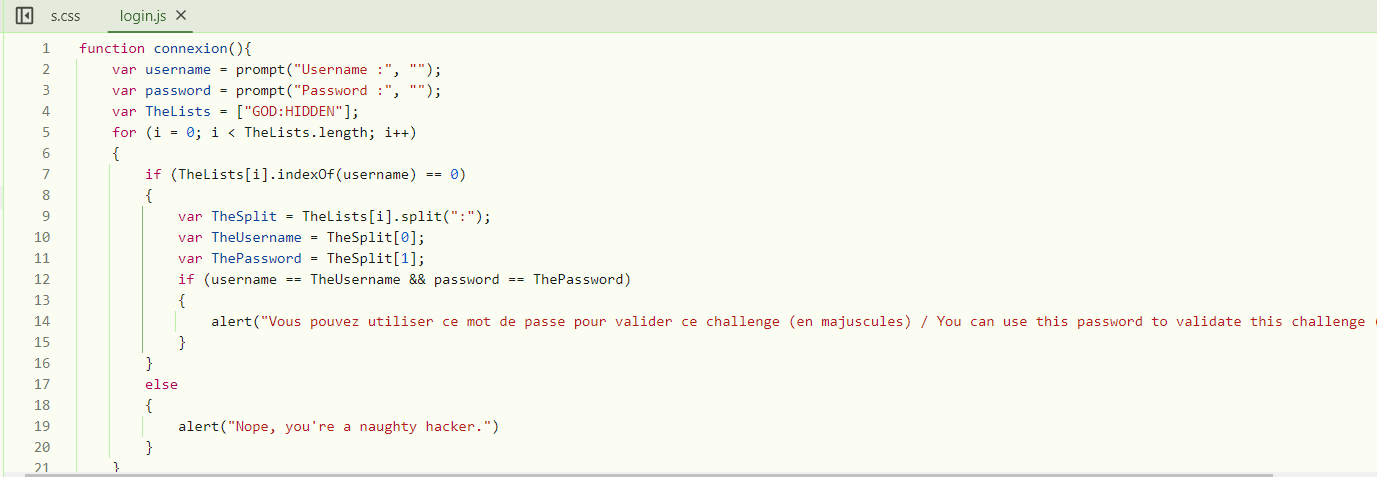 s.css login.js
1 function connexion(){
2 var username = prompt("Username :", "");
3 var password = prompt("Password :", "");
4 var TheLists = ["GOD:HIDDEN"];
5 for (i = 0; i < TheLists.length; i++)
6 {
7 if (TheLists[i].indexOf(username) == 0)
8 {
9 var TheSplit = TheLists[i].split(":");
10 var TheUsername = TheSplit[0];
11 var ThePassword = TheSplit[1];
12 if (username == TheUsername && password == ThePassword)
13 {
14 alert("Vous pouvez utiliser ce mot de passe pour valider ce challenge (en majuscules) / You can use this password to validate this challenge
15 }
16 }
17 else
18 {
19 alert("Nope, you're a naughty hacker.")
20 }
21 }